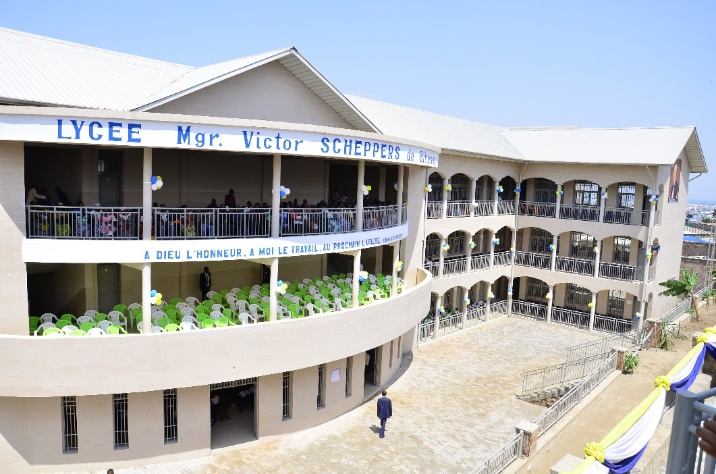 LYCEE Mgr. Victor SCHEPPERS de
A DIEU L'HONNEUR. A MOI LE TRAVAIL. AU PROCHAIN